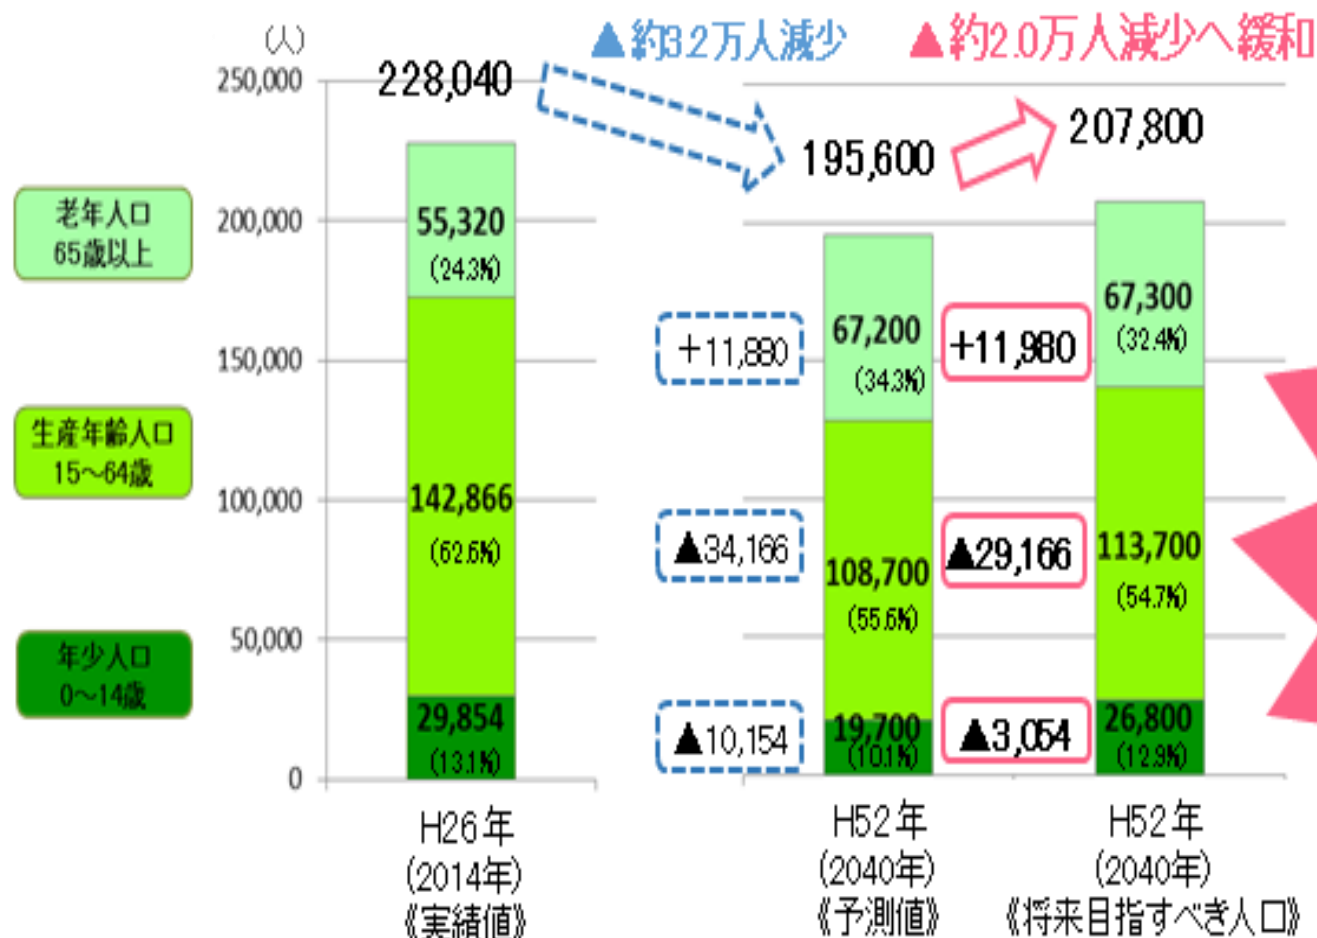 (人)
▲約3.2万人減少
▲約2.0万人減少へ緩和
250,000
200,000
150,000
100,000
50,000
0
228,040
195,600
207,800
老年人口
65歳以上
生産年齢人口
15～64歳
年少人口
0～14歳
55,320
(24.3%)
142,866
(62.6%)
29,854
(13.1%)
+11,880
▲34,166
▲10,154
67,200
(34.3%)
108,700
(55.6%)
19,700
(10.1%)
+11,980
▲29,166
▲3,054
67,300
(32.4%)
113,700
(54.7%)
26,800
(12.9%)
H26年
(2014年)
《実績値》
H52年
(2040年)
《予測値》
H52年
(2040年)
《将来目指すべき人口》